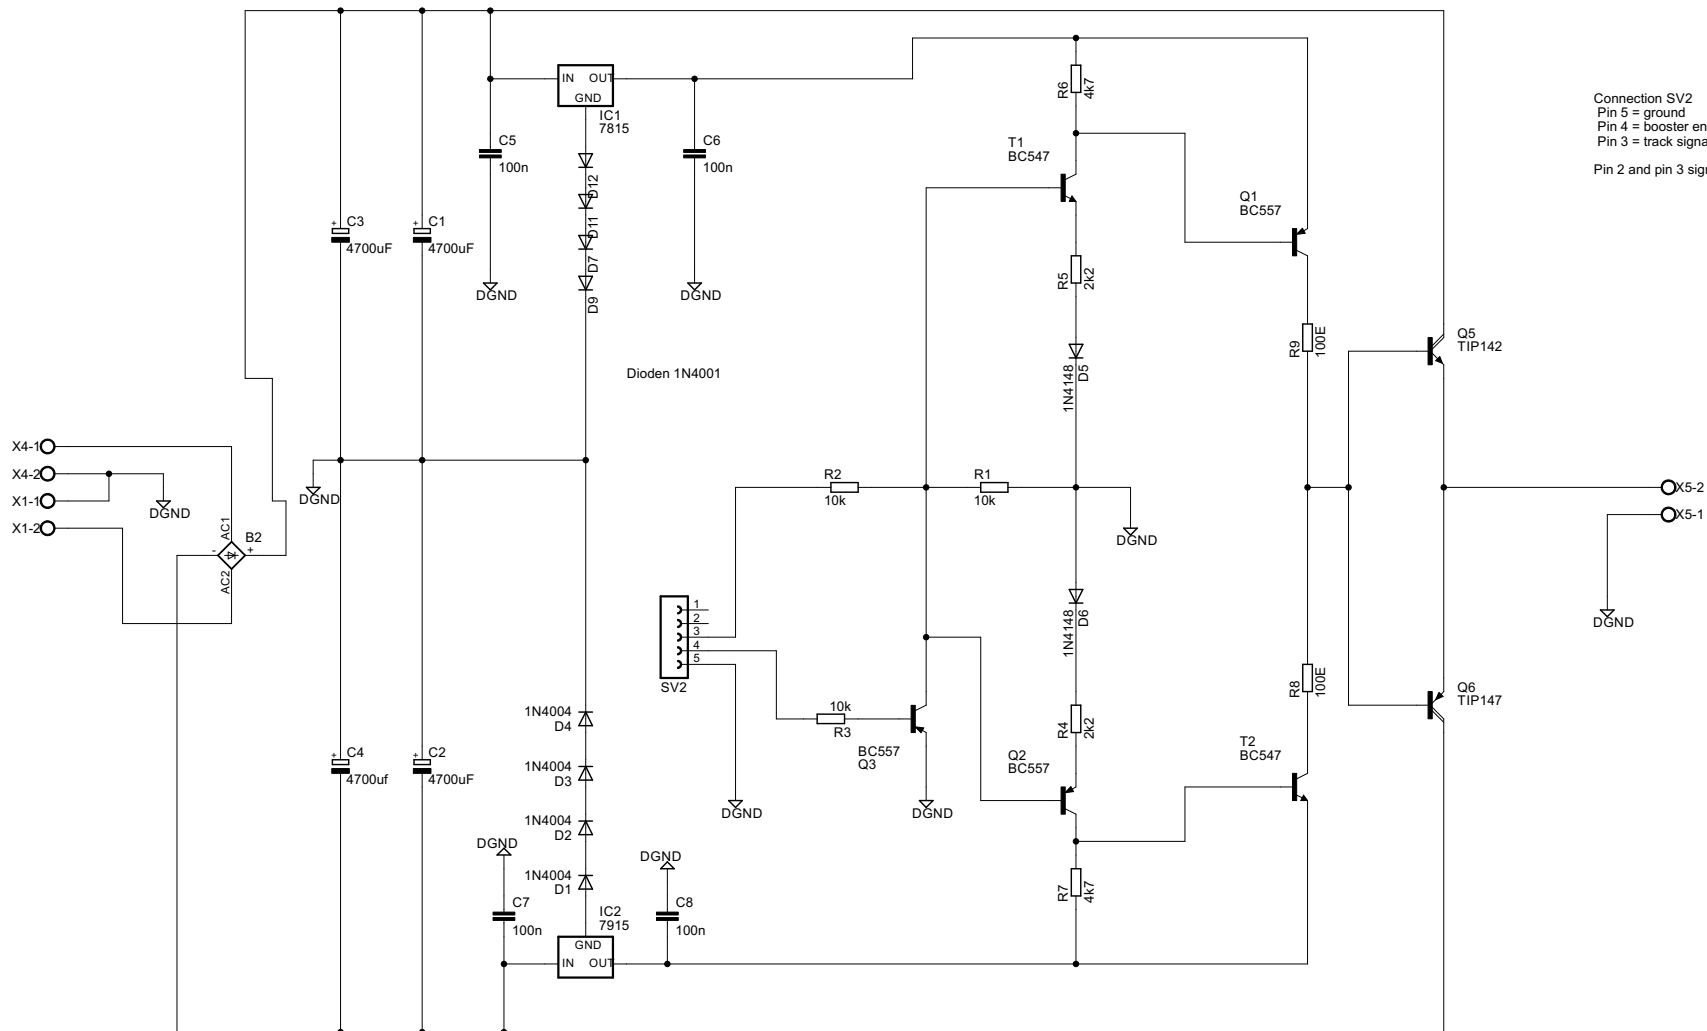 IN OUT
GND
IC1
7815
C5
100n
C6
100n
D12
D11
D7
D9
DGND
DGND
C3
4700uF
C1
4700uF
Dioden 1N4001
R6
4k7
T1
BC547
R5
2k2
1N4148
D5
Q1
BC557
R9
100E
Q5
TIP142
Connection SV2
Pin 5 = ground
Pin 4 = booster en
Pin 3 = track signa
Pin 2 and pin 3 sign
X4-1
X4-2
X1-1
X1-2
DGND
DGND
AC1
AC2
B2
-
+
R2
10k
R1
10k
DGND
X5-2
X5-1
DGND
1
2
3
4
5
SV2
1N4148
D6
10k
R3
BC557
Q3
DGND
DGND
R4
2k2
Q2
BC557
R8
100E
T2
BC547
Q6
TIP147
1N4004
D4
1N4004
D3
1N4004
D2
1N4004
D1
C4
4700uf
C2
4700uF
DGND
DGND
C7
100n
IC2
7915
GND
IN OUT
C8
100n
R7
4k7